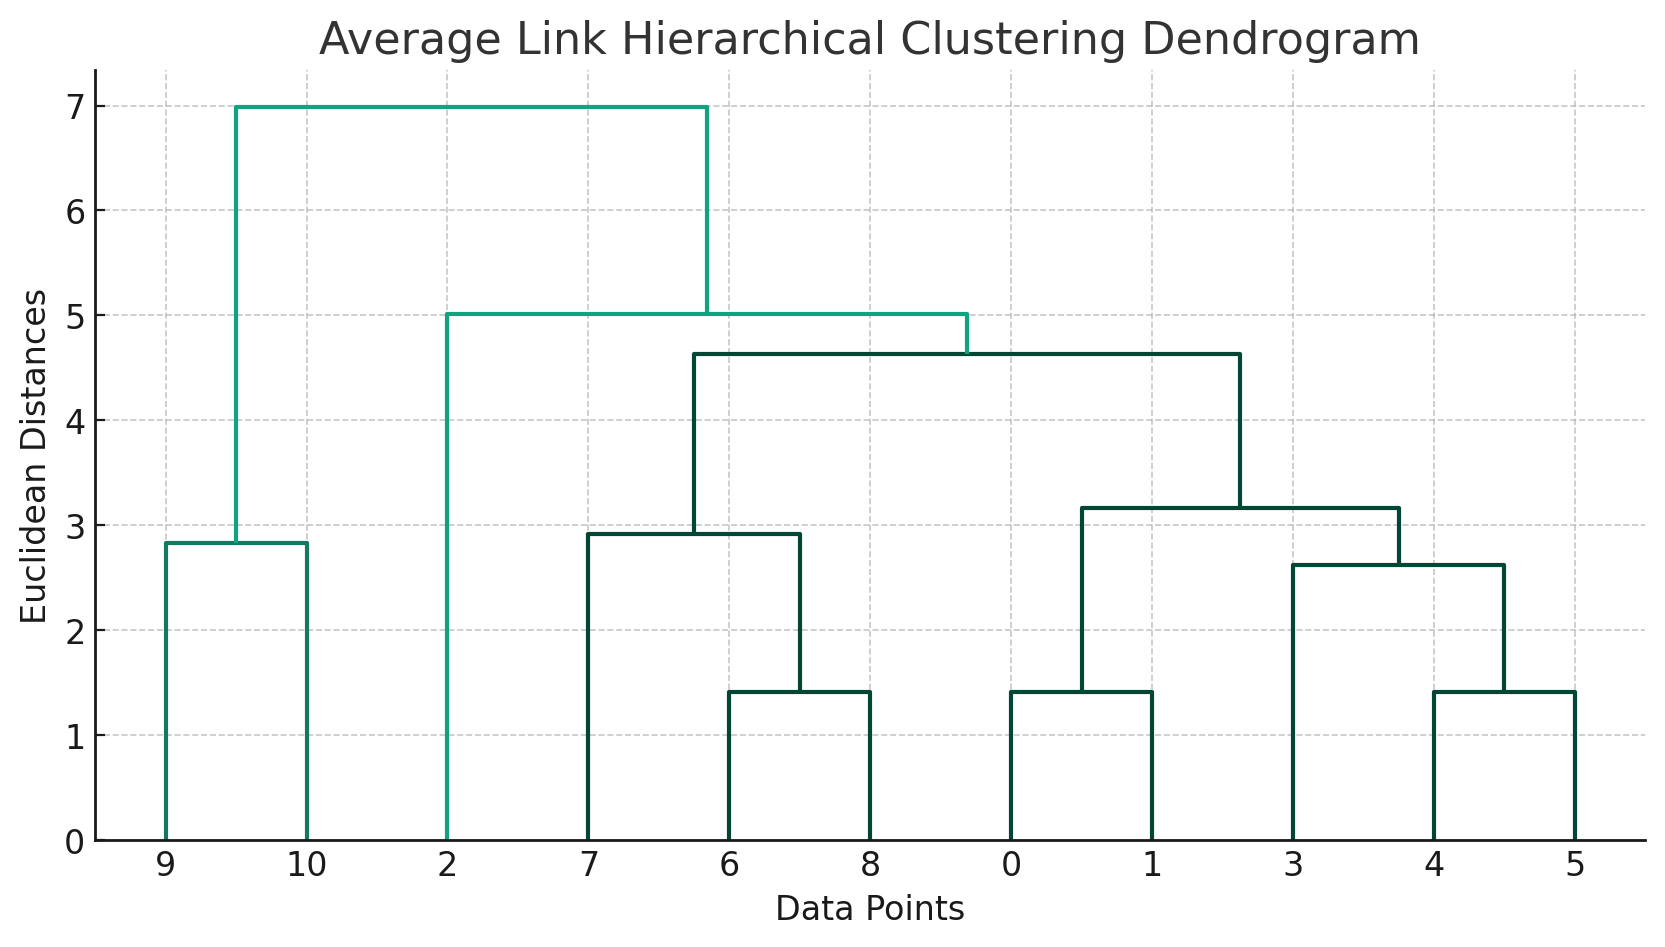 Average Link Hierarchical Clustering Dendrogram
Euclidean Distances
7
6
5
4
3
2
1
0
9 10 2 7 6 8 0 1 3 4 5
Data Points